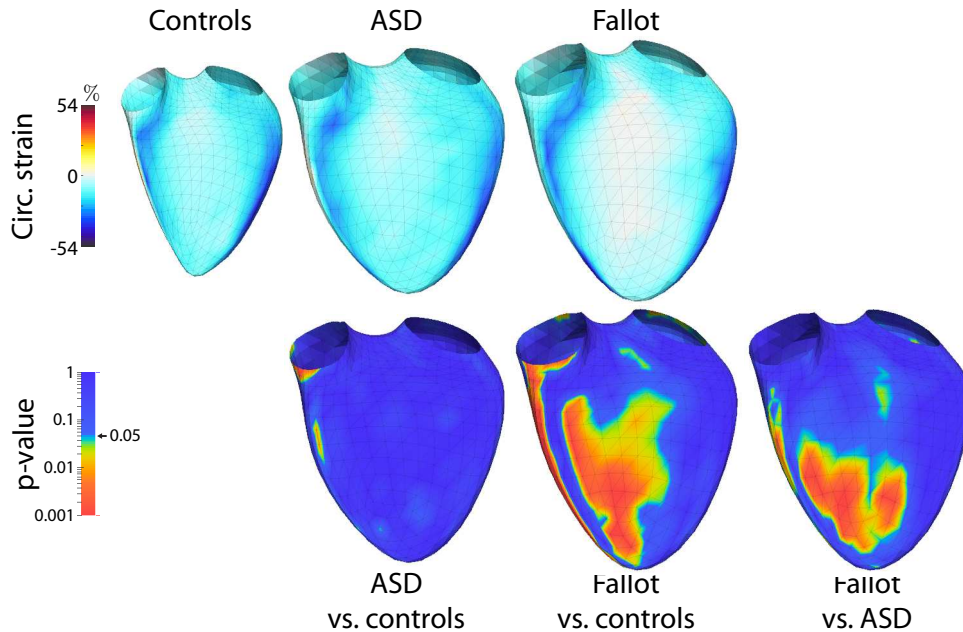 Controls
ASD
Fallot
%
54
0
-54
Circ. strain
1
0.1
0.05
0.01
0.001
p-value
ASD
vs. controls
Fallot
vs. controls
Fallot
vs. ASD